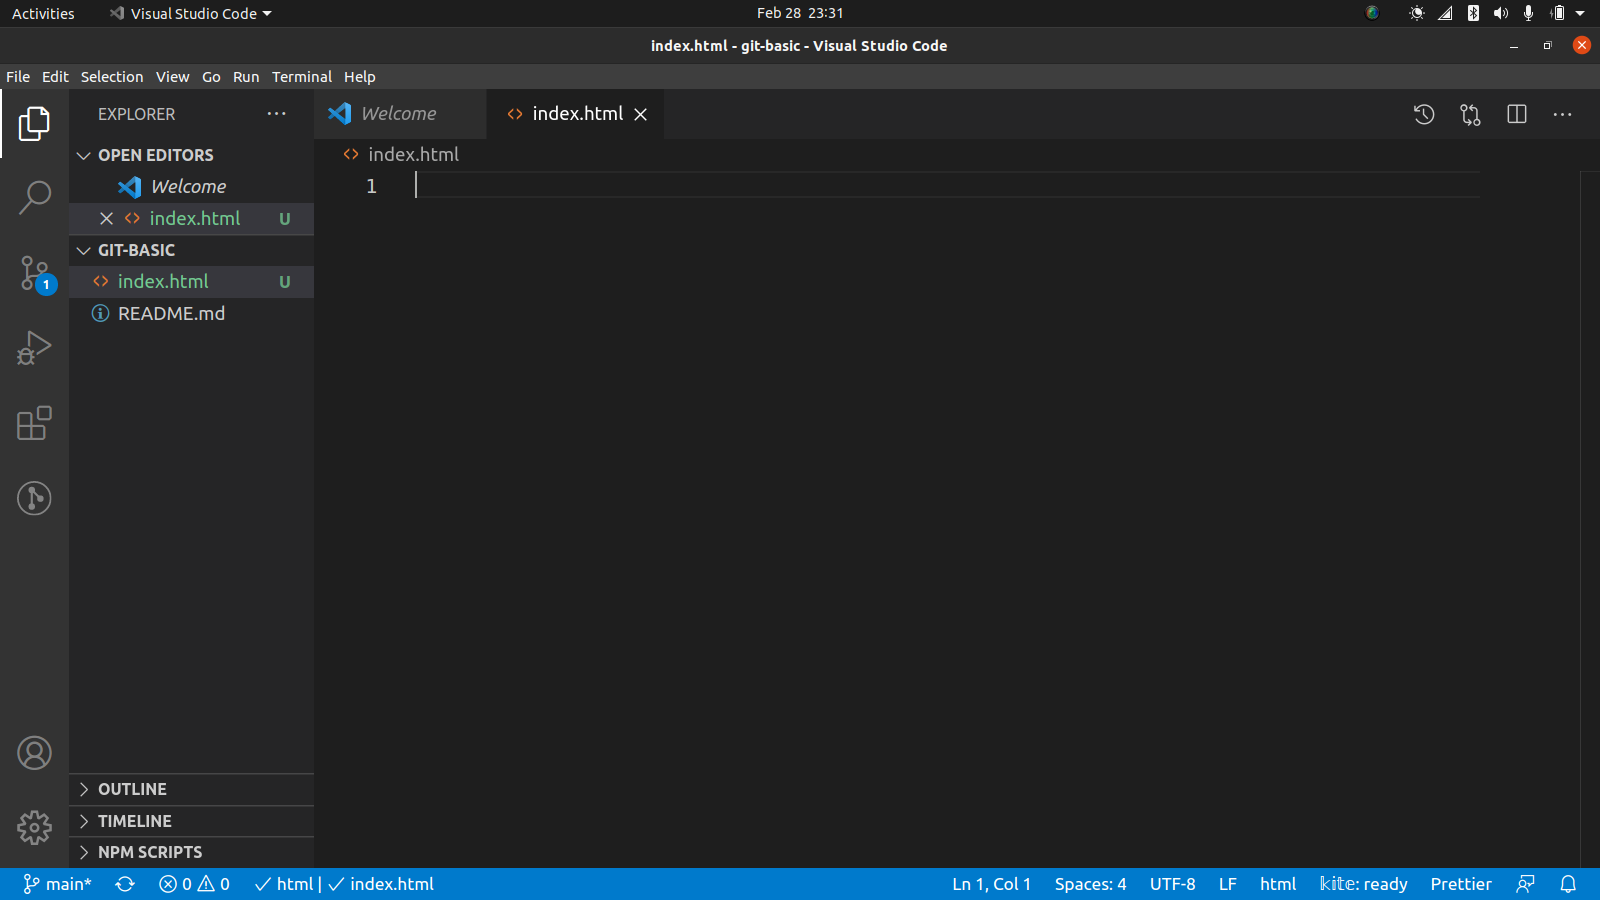 Activities Visual Studio Code Feb 28 23:31
index.html - git-basic - Visual Studio Code
File Edit Selection View Go Run Terminal Help
EXPLORER
OPEN EDITORS
Welcome
index.html U
GIT-BASIC
index.html U
README.md
1
OUTLINE
TIMELINE
NPM SCRIPTS
Welcome index.html
index.html
1
main* 0 0 html | index.html Ln 1, Col 1 Spaces: 4 UTF-8 LF html kite: ready Prettier